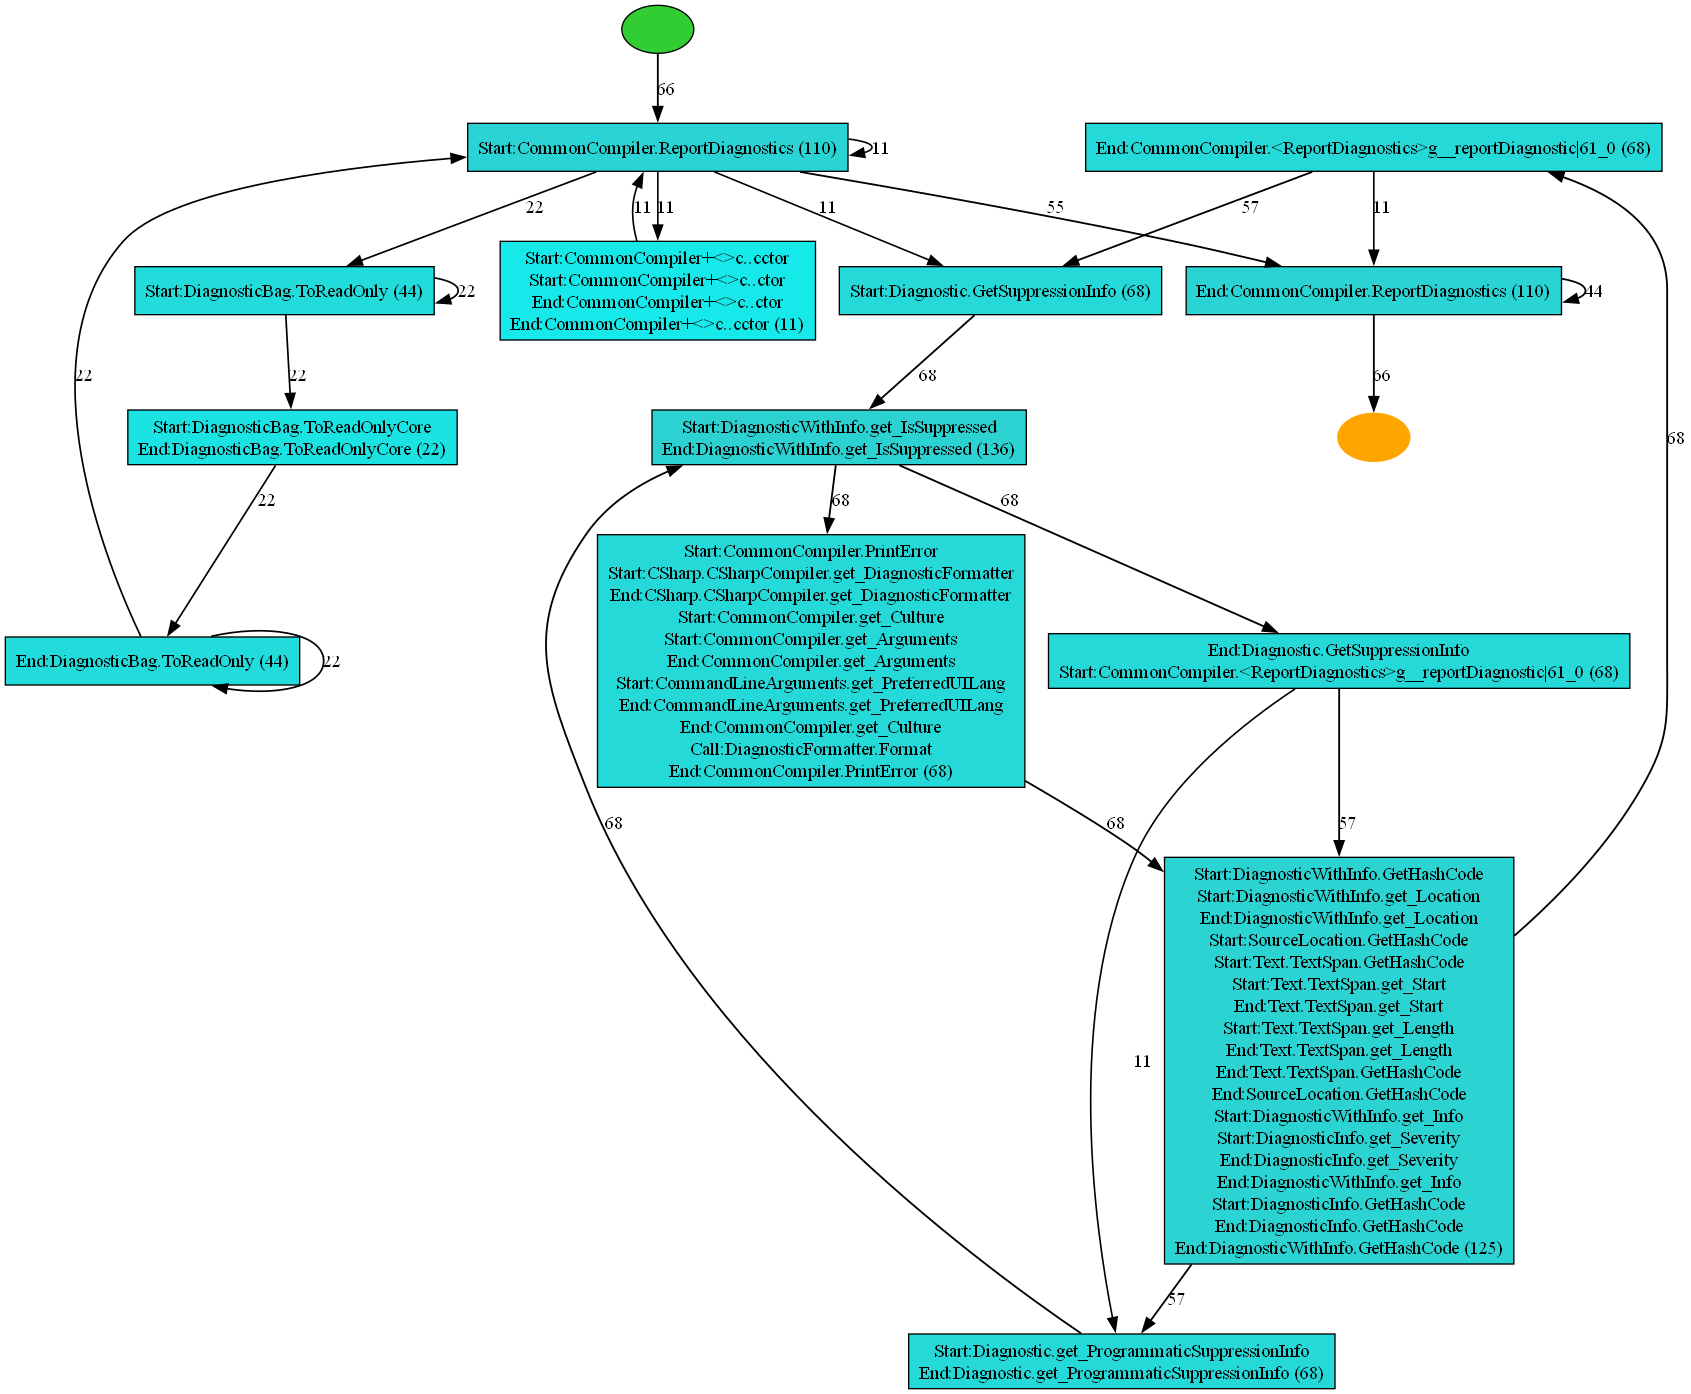 66
Start:CommonCompiler.ReportDiagnostics (110)
11
End:CommonCompiler.<ReportDiagnostics>g__reportDiagnostic|61_0 (68)
22
11
11
11
55
57
11
Start:DiagnosticBag.ToReadOnly (44)
22
Start:CommonCompiler+<>c..cctor
Start:CommonCompiler+<>c..ctor
End:CommonCompiler+<>c..ctor
End:CommonCompiler+<>c..cctor (11)
Start:Diagnostic.GetSuppressionInfo (68)
End:CommonCompiler.ReportDiagnostics (110)
44
22
22
68
66
Start:DiagnosticBag.ToReadOnlyCore
End:DiagnosticBag.ToReadOnlyCore (22)
Start:DiagnosticWithInfo.get_IsSuppressed
End:DiagnosticWithInfo.get_IsSuppressed (136)
68
22
68
68
End:DiagnosticBag.ToReadOnly (44)
22
Start:CommonCompiler.PrintError
Start:CSharp.CSharpCompiler.get_DiagnosticFormatter
End:CSharp.CSharpCompiler.get_DiagnosticFormatter
Start:CommonCompiler.get_Culture
Start:CommonCompiler.get_Arguments
End:CommonCompiler.get_Arguments
Start:CommandLineArguments.get_PreferredUILang
End:CommandLineArguments.get_PreferredUILang
End:CommonCompiler.get_Culture
Call:DiagnosticFormatter.Format
End:CommonCompiler.PrintError (68)
End:Diagnostic.GetSuppressionInfo
Start:CommonCompiler.<ReportDiagnostics>g__reportDiagnostic|61_0 (68)
68
68
57
Start:DiagnosticWithInfo.GetHashCode
Start:DiagnosticWithInfo.get_Location
End:DiagnosticWithInfo.get_Location
Start:SourceLocation.GetHashCode
Start:Text.TextSpan.GetHashCode
Start:Text.TextSpan.get_Start
End:Text.TextSpan.get_Start
Start:Text.TextSpan.get_Length
End:Text.TextSpan.get_Length
End:Text.TextSpan.GetHashCode
End:SourceLocation.GetHashCode
Start:DiagnosticWithInfo.get_Info
Start:DiagnosticInfo.get_Severity
End:DiagnosticInfo.get_Severity
End:DiagnosticWithInfo.get_Info
Start:DiagnosticInfo.GetHashCode
End:DiagnosticInfo.GetHashCode
End:DiagnosticWithInfo.GetHashCode (125)
11
57
Start:Diagnostic.get_ProgrammaticSuppressionInfo
End:Diagnostic.get_ProgrammaticSuppressionInfo (68)